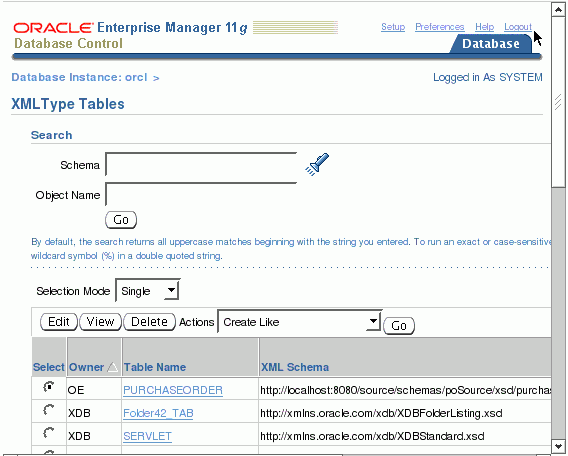 ORACLE Enterprise Manager 11g
Database Control
Setup Preferences Help Logout
Database
Database Instance: orcl >
Logged in As SYSTEM
XMLType Tables
Search
Schema
Object Name
Go
By default, the search returns all uppercase matches beginning with the string you entered. To run an exact or case-sensitive
wildcard symbol (%) in a double quoted string.
Selection Mode Single
Edit View Delete Actions Create Like Go
Select Owner Table Name XML Schema
OE PURCHASEORDER http://localhost:8080/source/schemas/poSource/xsd/purchas
XDB Folder42_TAB http://xmlns.oracle.com/xdb/XDBFolderListing.xsd
XDB SERVLET http://xmlns.oracle.com/xdb/XDBStandard.xsd